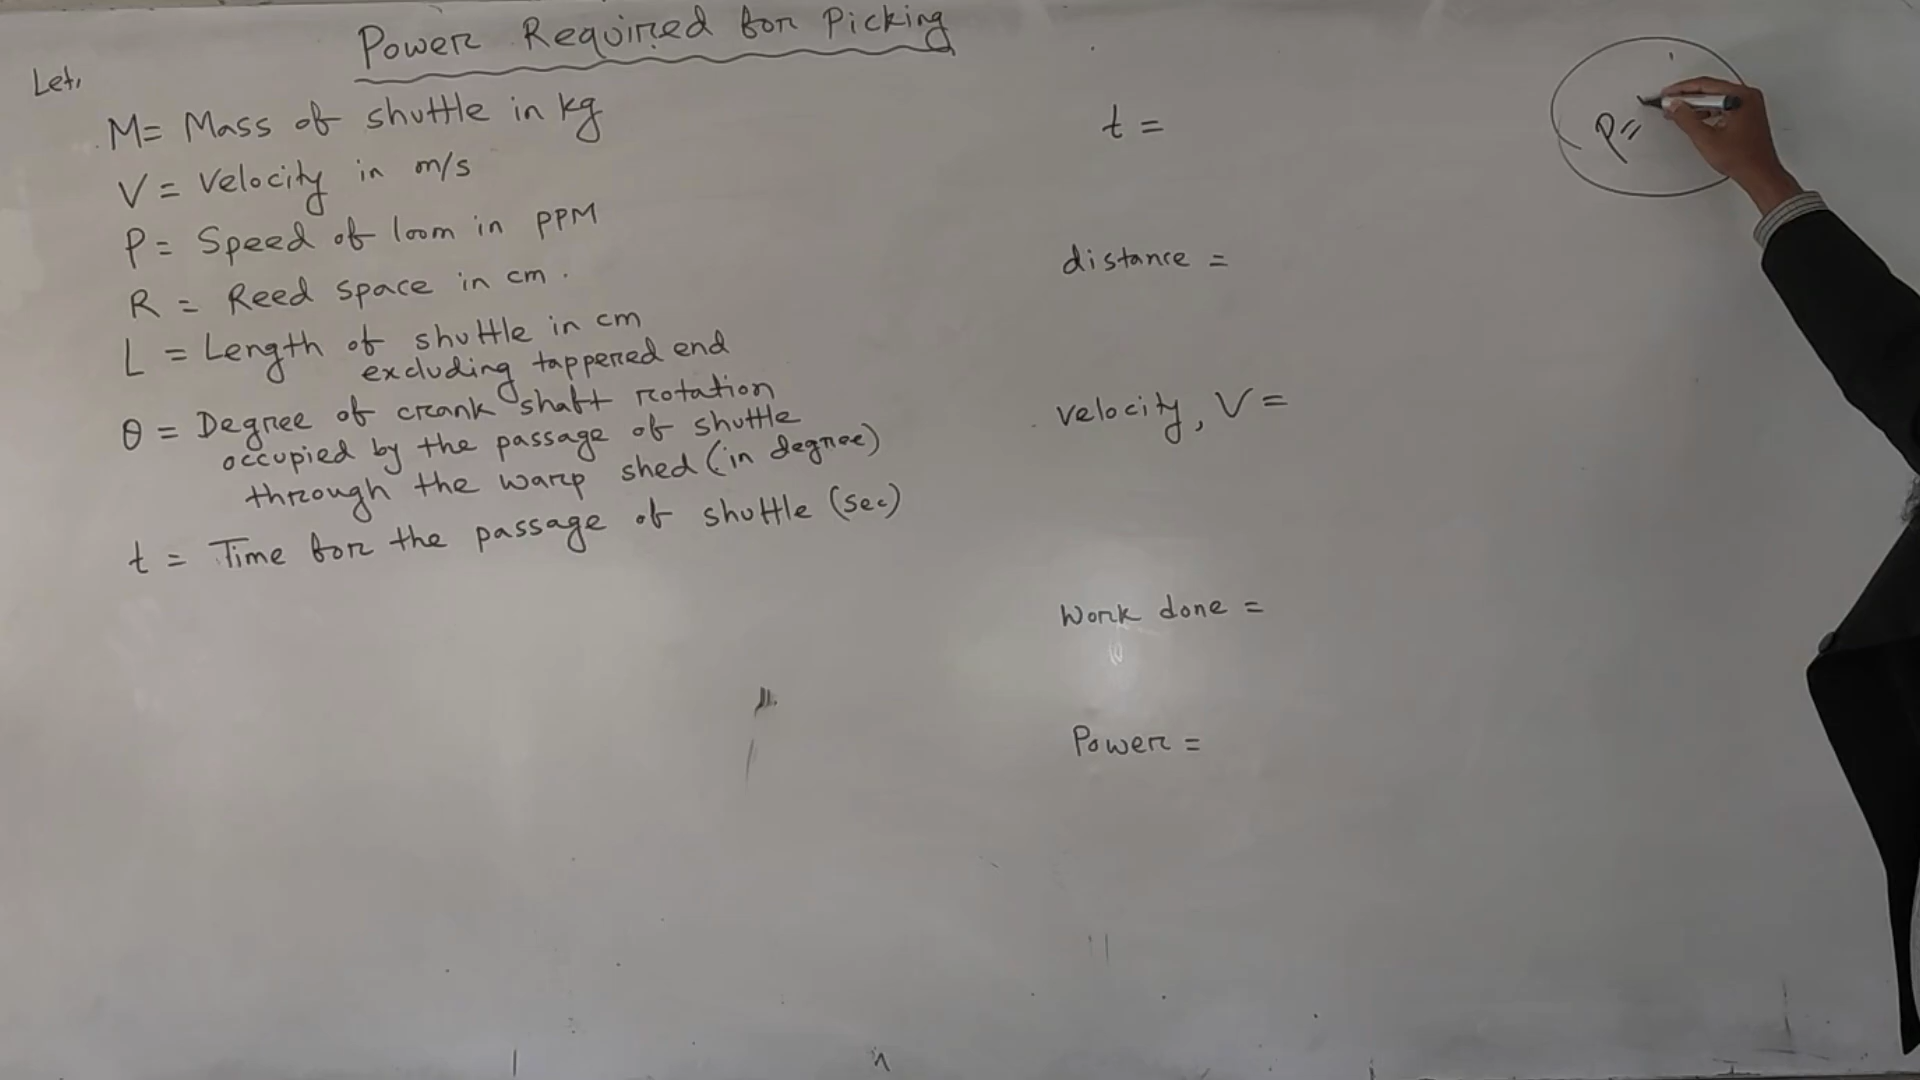 Power Required for Picking
Let,
M= Mass of shuttle in kg
V = Velocity in m/s
P= Speed of loom in PPM
R = Reed space in cm.
L = Length of shuttle in cm
excluding tappered end
θ = Degree of crank shaft rotation
occupied by the passage of shuttle
through the warp shed (in degree)
t = Time for the passage of shuttle (sec)
t =
distance =
velocity, V =
Work done =
Power =
P=